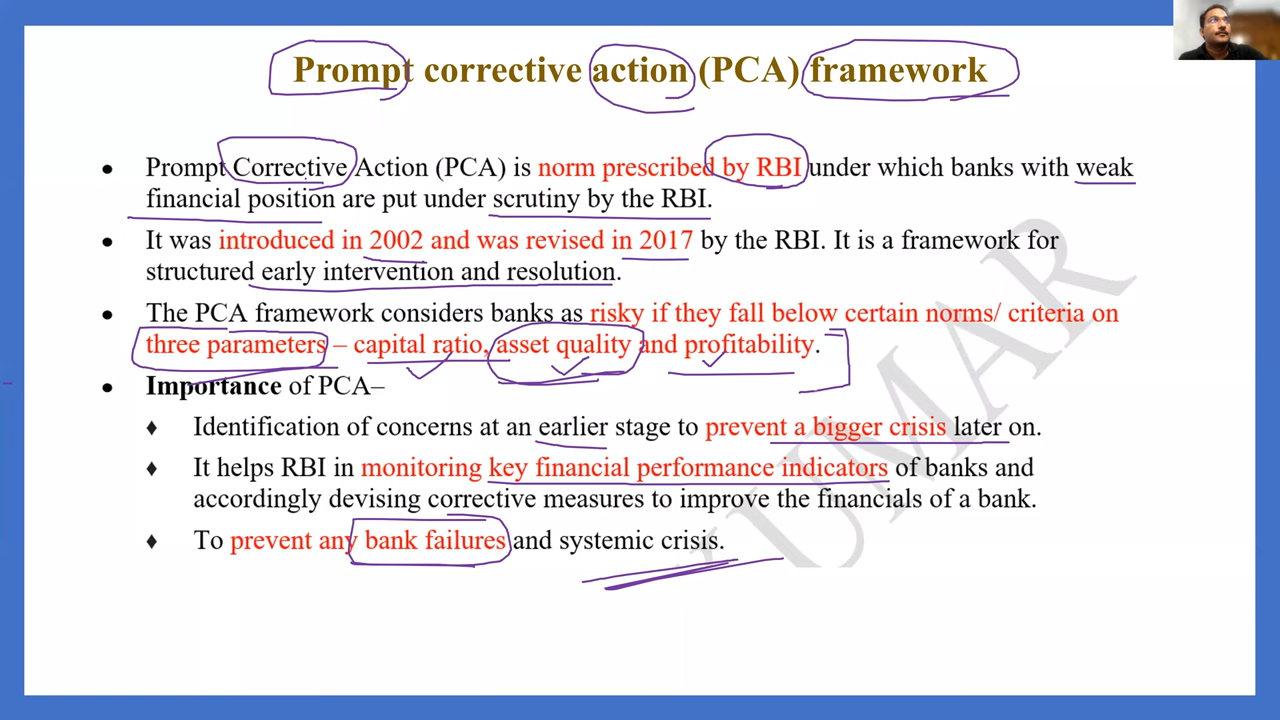 Prompt corrective action (PCA) framework
• Prompt Corrective Action (PCA) is norm prescribed by RBI under which banks with weak
financial position are put under scrutiny by the RBI.
• It was introduced in 2002 and was revised in 2017 by the RBI. It is a framework for
structured early intervention and resolution.
• The PCA framework considers banks as risky if they fall below certain norms/ criteria on
three parameters – capital ratio, asset quality and profitability.
• Importance of PCA–
♦ Identification of concerns at an earlier stage to prevent a bigger crisis later on.
♦ It helps RBI in monitoring key financial performance indicators of banks and
accordingly devising corrective measures to improve the financials of a bank.
♦ To prevent any bank failures and systemic crisis.
KUMAR